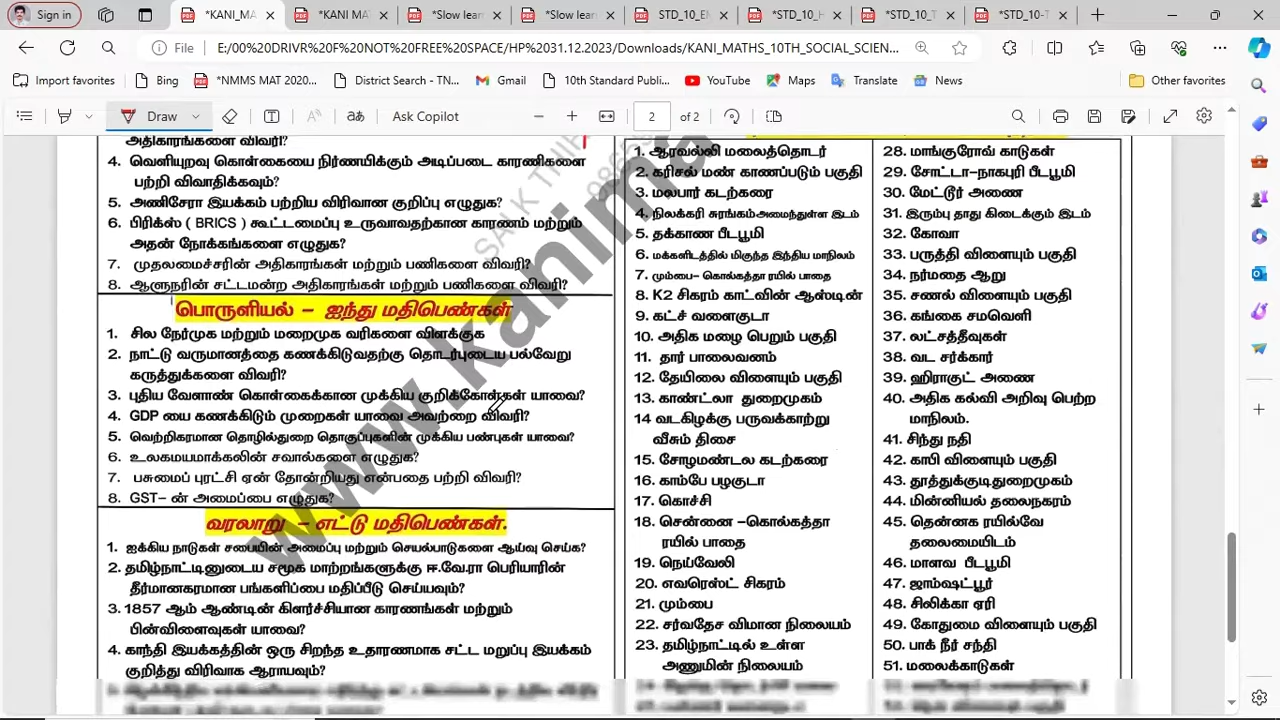 *KANI_MA
*KANI MAT
*Slow learn
*Slow learn
STD_10_EN
*STD_10_H
*STD_10_T
*STD_10-T
File
E:/00%20DRIVR%20F%20NOT%20FREE%20SPACE/HP%2031.12.2023/Downloads/KANI_MATHS_10TH_SOCIAL_SCIEN...
Import favorites
Bing
*NMMS MAT 2020...
District Search - TN...
Gmail
10th Standard Publi...
YouTube
Maps
Translate
News
Other favorites
Draw
Ask Copilot
2 of 2
அதிகாரங்களை விவரி?
4. வெளியுறவு கொள்கையை நிர்ணயிக்கும் அடிப்படை காரணிகளை
பற்றி விவாதிக்கவும்?
5. அணிசேரா இயக்கம் பற்றிய விரிவான குறிப்பு எழுதுக?
6. பிரிக்ஸ் ( BRICS ) கூட்டமைப்பு உருவாவதற்கான காரணம் மற்றும்
அதன் நோக்கங்களை எழுதுக?
7. முதலமைச்சரின் அதிகாரங்கள் மற்றும் பணிகளை விவரி?
8. ஆளுநரின் சட்டமன்ற அதிகாரங்கள் மற்றும் பணிகளை விவரி?
பொருளியல் – ஐந்து மதிபெண்கள்
1. சில நேர்முக மற்றும் மறைமுக வரிகளை விளக்குக
2. நாட்டு வருமானத்தை கணக்கிடுவதற்கு தொடர்புடைய பல்வேறு
கருத்துக்களை விவரி?
3. புதிய வேளாண் கொள்கைக்கான முக்கிய குறிக்கோள்கள் யாவை?
4. GDP யை கணக்கிடும் முறைகள் யாவை அவற்றை விவரி?
5. வெற்றிகரமான தொழில்துறை தொகுப்புகளின் முக்கிய பண்புகள் யாவை?
6. உலகமயமாக்கலின் சவால்களை எழுதுக?
7. பசுமைப் புரட்சி ஏன் தோன்றியது என்பதை பற்றி விவரி?
8. GST– ன் அமைப்பை எழுதுக?
வரலாறு – எட்டு மதிபெண்கள்.
1. ஐக்கிய நாடுகள் சபையின் அமைப்பு மற்றும் செயல்பாடுகளை ஆய்வு செய்க?
2. தமிழ்நாட்டினுடைய சமூக மாற்றங்களுக்கு ஈ.வே.ரா பெரியாரின்
தீர்மானகரமான பங்களிப்பை மதிப்பீடு செய்யவும்?
3. 1857 ஆம் ஆண்டின் கிளர்ச்சியான காரணங்கள் மற்றும்
பின்விளைவுகள் யாவை?
4. காந்தி இயக்கத்தின் ஒரு சிறந்த உதாரணமாக சட்ட மறுப்பு இயக்கம்
குறித்து விரிவாக ஆராயவும்?
1. ஆரவல்லி மலைத்தொடர்
2. கரிசல் மண் காணப்படும் பகுதி
3. மலபார் கடற்கரை
4. நிலக்கரி சுரங்கம்அமைந்துள்ள இடம்
5. தக்காண பீடபூமி
6. மக்களிடத்தில் மிகுந்த இந்திய மாநிலம்
7. மும்பை– கொல்கத்தா ரயில் பாதை
8. K2 சிகரம் காட்வின் ஆஸ்டின்
9. கட்ச் வளைகுடா
10. அதிக மழை பெறும் பகுதி
11. தார் பாலைவனம்
12. தேயிலை விளையும் பகுதி
13. காண்ட்லா துறைமுகம்
14 வடகிழக்கு பருவக்காற்று
வீசும் திசை
15. சோழமண்டல கடற்கரை
16. காம்பே பழகுடா
17. கொச்சி
18. சென்னை –கொல்கத்தா
ரயில் பாதை
19. நெய்வேலி
20. எவரெஸ்ட் சிகரம்
21. மும்பை
22. சர்வதேச விமான நிலையம்
23. தமிழ்நாட்டில் உள்ள
அணுமின் நிலையம்
28. மாங்குரோவ் காடுகள்
29. சோட்டா–நாகபுரி பீடபூமி
30. மேட்டூர் அணை
31. இரும்பு தாது கிடைக்கும் இடம்
32. கோவா
33. பருத்தி விளையும் பகுதி
34. நர்மதை ஆறு
35. சணல் விளையும் பகுதி
36. கங்கை சமவெளி
37. லட்சத்தீவுகள்
38. வட சர்க்கார்
39. ஹிராகுட் அணை
40. அதிக கல்வி அறிவு பெற்ற
மாநிலம்.
41. சிந்து நதி
42. காபி விளையும் பகுதி
43. தூத்துக்குடிதுறைமுகம்
44. மின்னியல் தலைநகரம்
45. தென்னக ரயில்வே
தலைமையிடம்
46. மாளவ பீடபூமி
47. ஜாம்ஷட்பூர்
48. சிலிக்கா ஏரி
49. கோதுமை விளையும் பகுதி
50. பாக் நீர் சந்தி
51. மலைக்காடுகள்
www.kanima